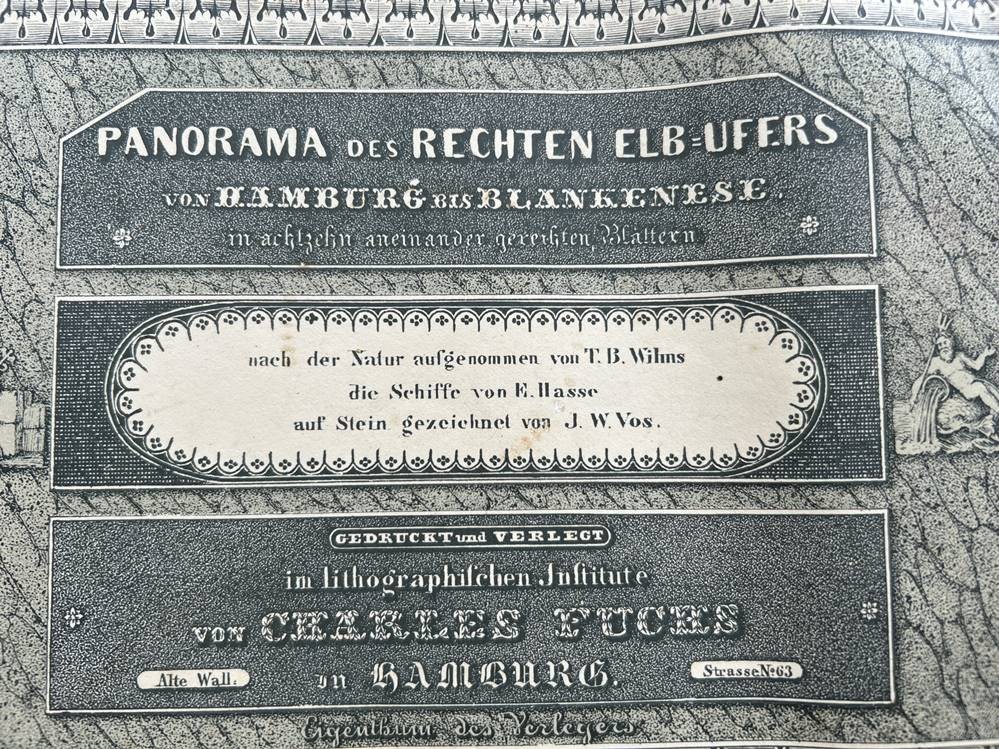 PANORAMA DES RECHTEN ELB=UFERS
VON HAMBURG BIS BLANKENESE.
in achtzehn aneinander gereihten Blättern
nach der Natur aufgenommen von T. B. Wilms
die Schiffe von E. Hasse
auf Stein gezeichnet von J. W. Vos.
GEDRUCKT und VERLEGT
im lithographiſchen Inſtitute
VON CHARLES FUCHS
in HAMBURG.
Alte Wall.
Strasse No 63
Eigenthum des Verlegers